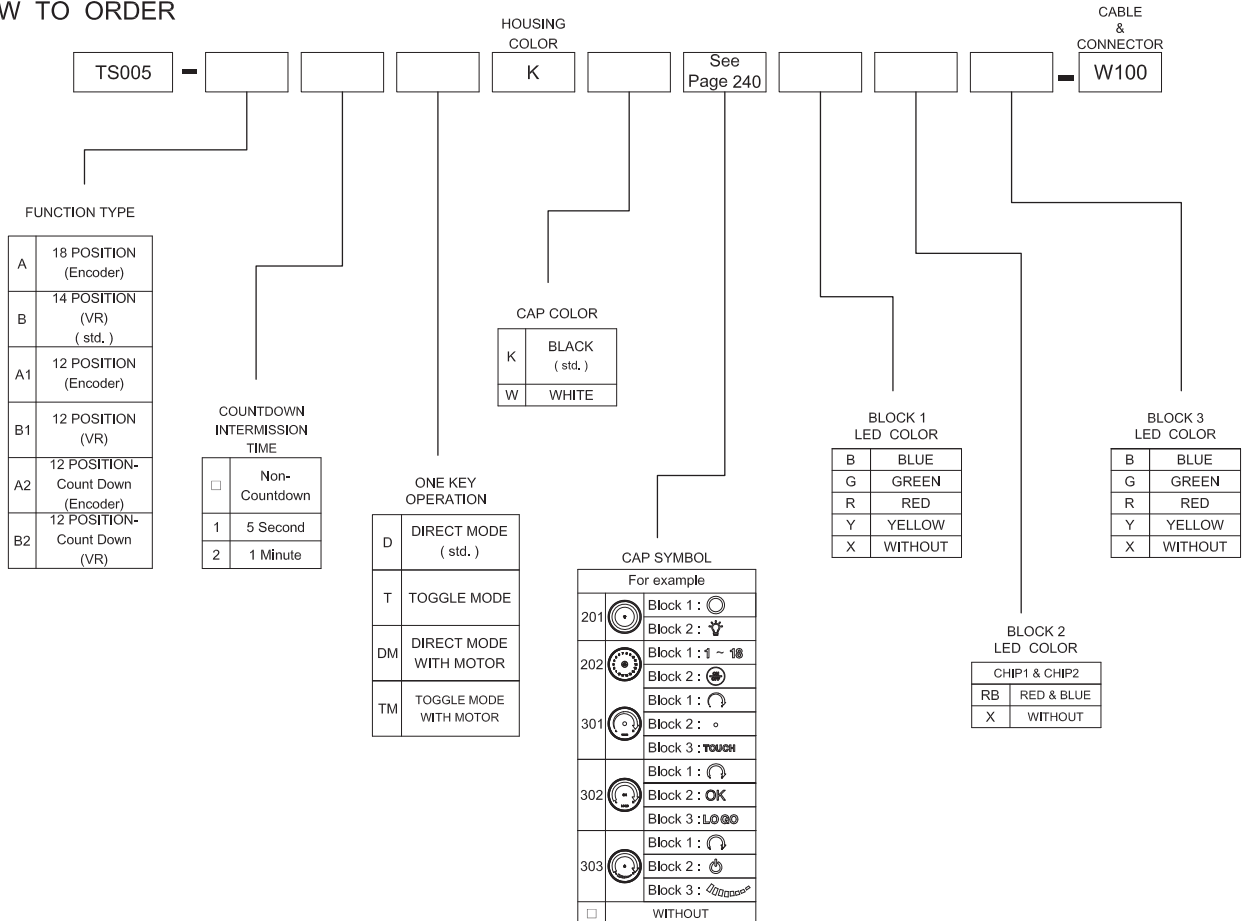 W TO ORDER
HOUSING
COLOR
CABLE
&
CONNECTOR
TS005 - K See
Page 240 - W100
FUNCTION TYPE
A 18 POSITION
(Encoder)
B 14 POSITION
(VR)
( std. )
A1 12 POSITION
(Encoder)
B1 12 POSITION
(VR)
A2 12 POSITION-
Count Down
(Encoder)
B2 12 POSITION-
Count Down
(VR)
COUNTDOWN
INTERMISSION
TIME
□ Non-
Countdown
1 5 Second
2 1 Minute
ONE KEY
OPERATION
D DIRECT MODE
( std. )
T TOGGLE MODE
DM DIRECT MODE
WITH MOTOR
TM TOGGLE MODE
WITH MOTOR
CAP COLOR
K BLACK
( std. )
W WHITE
CAP SYMBOL
For example
201 Block 1 :
Block 2 :
202 Block 1 : 1 ~ 18
Block 2 :
301 Block 1 :
Block 2 :
Block 3 : TOUCH
302 Block 1 :
Block 2 : OK
Block 3 : LOGO
303 Block 1 :
Block 2 :
Block 3 :
□ WITHOUT
BLOCK 1
LED COLOR
B BLUE
G GREEN
R RED
Y YELLOW
X WITHOUT
BLOCK 2
LED COLOR
CHIP1 & CHIP2
RB RED & BLUE
X WITHOUT
BLOCK 3
LED COLOR
B BLUE
G GREEN
R RED
Y YELLOW
X WITHOUT